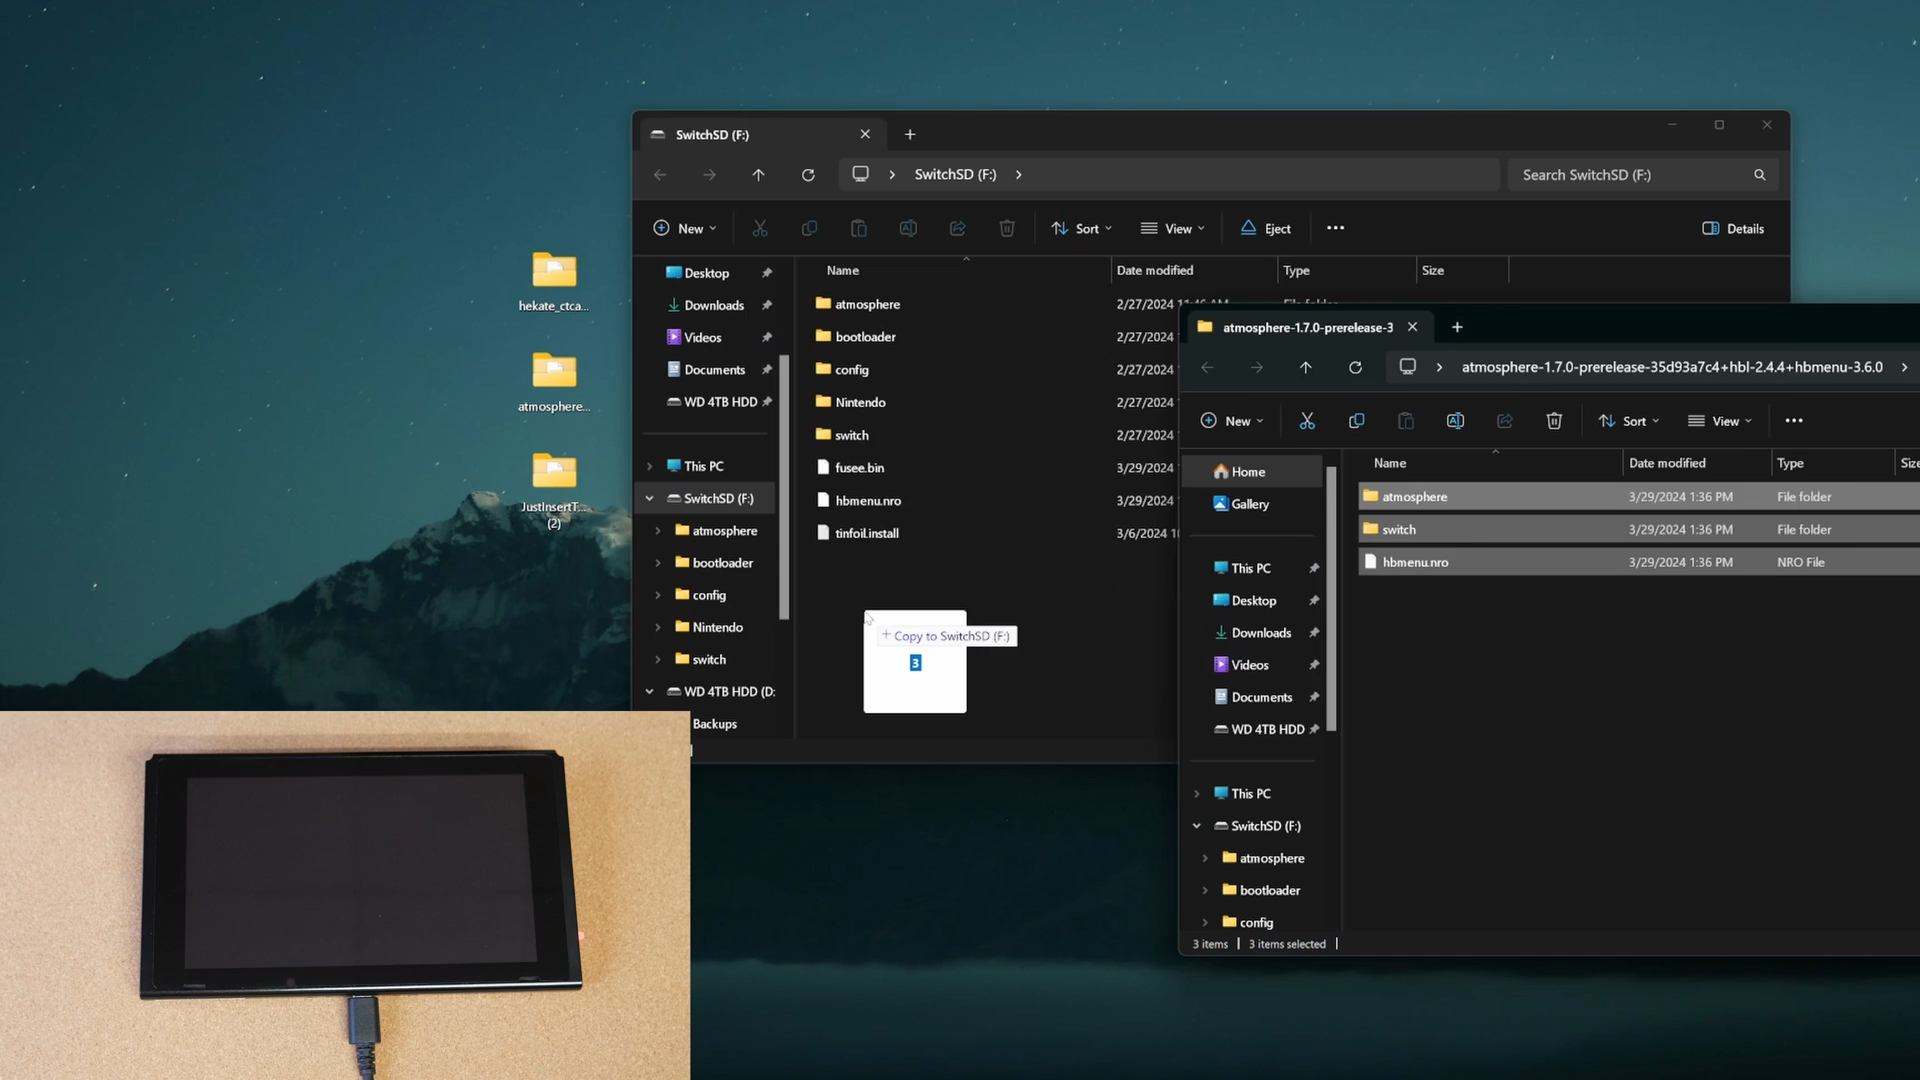 hekate_ctca...
atmosphere...
JustInsertT...
(2)
SwitchSD (F:)
SwitchSD (F:)
Search SwitchSD (F:)
New
Sort
View
Eject
Details
Desktop
Downloads
Videos
Documents
WD 4TB HDD
This PC
SwitchSD (F:)
atmosphere
bootloader
config
Nintendo
switch
WD 4TB HDD (D:
Backups
Name
Date modified
Type
Size
atmosphere
2/27/2024 11:46 AM
File folder
bootloader
2/27/2024
config
2/27/2024
Nintendo
2/27/2024
switch
2/27/2024
fusee.bin
3/29/2024
hbmenu.nro
3/29/2024
tinfoil.install
3/6/2024 10
+ Copy to SwitchSD (F:)
3
atmosphere-1.7.0-prerelease-3
atmosphere-1.7.0-prerelease-35d93a7c4+hbl-2.4.4+hbmenu-3.6.0
New
Sort
View
Home
Gallery
This PC
Desktop
Downloads
Videos
Documents
WD 4TB HDD
This PC
SwitchSD (F:)
atmosphere
bootloader
config
Name
Date modified
Type
Size
atmosphere
3/29/2024 1:36 PM
File folder
switch
3/29/2024 1:36 PM
File folder
hbmenu.nro
3/29/2024 1:36 PM
NRO File
3 items
3 items selected